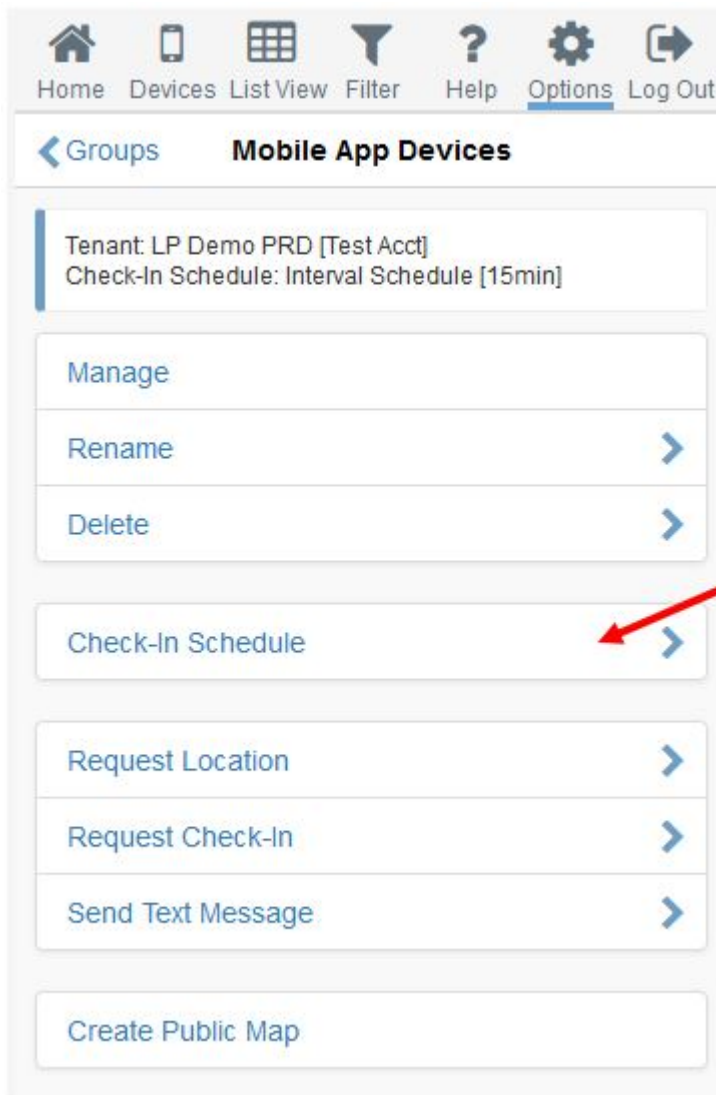 Home Devices List View Filter Help Options Log Out
Groups Mobile App Devices
Tenant: LP Demo PRD [Test Acct]
Check-In Schedule: Interval Schedule [15min]
Manage
Rename
Delete
Check-In Schedule
Request Location
Request Check-In
Send Text Message
Create Public Map